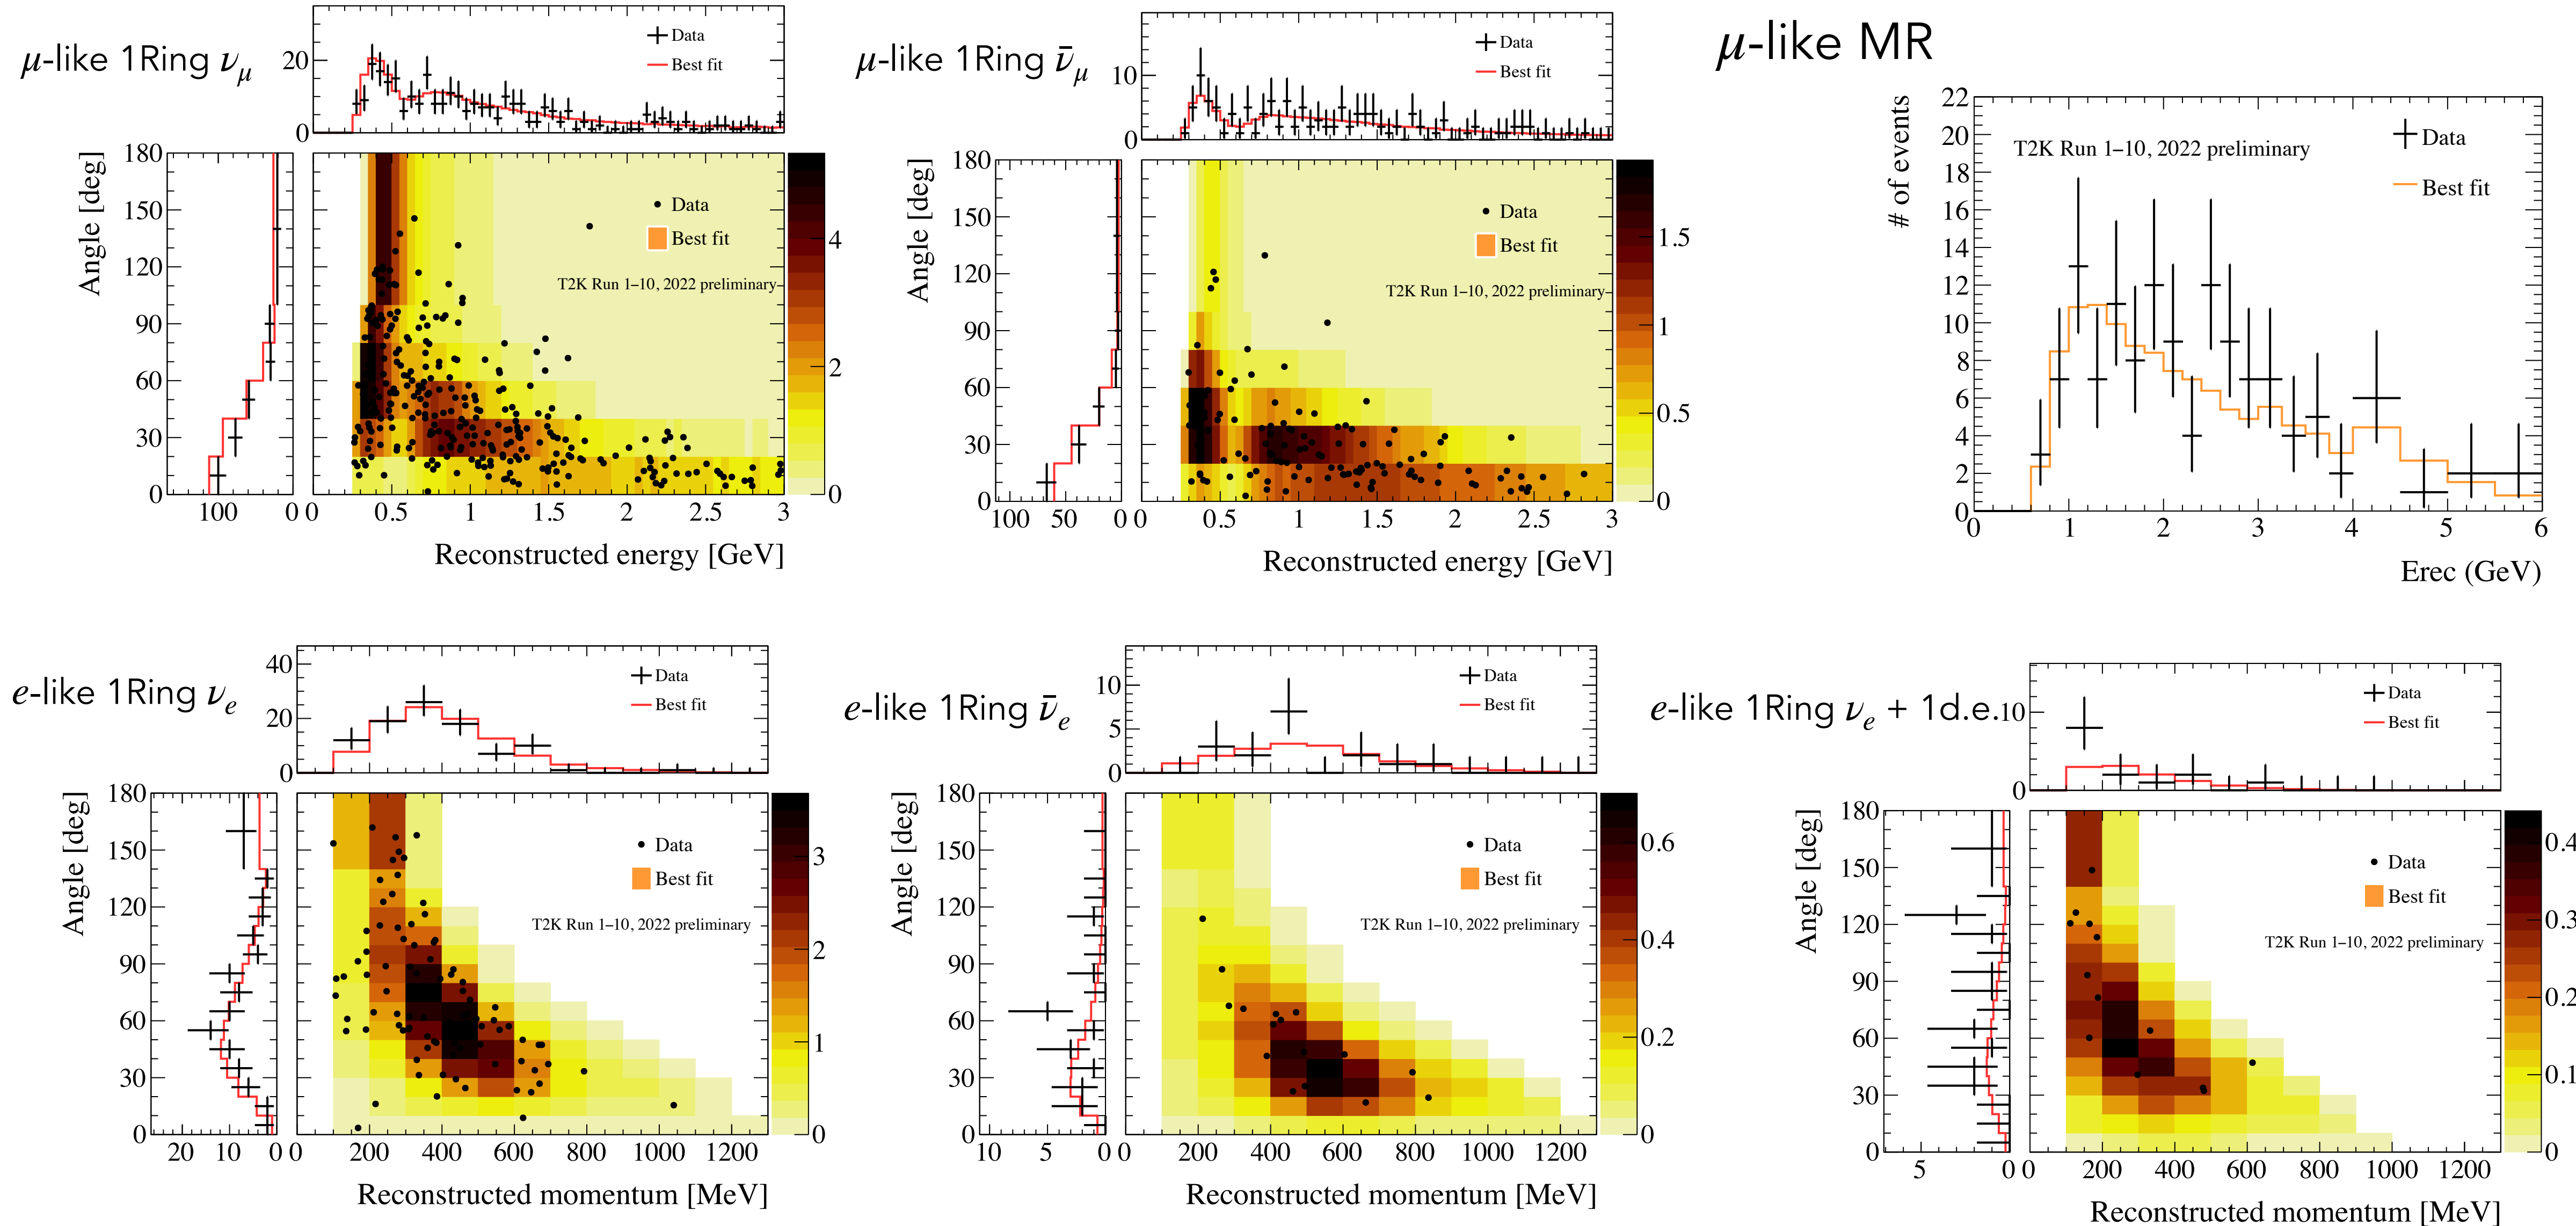 μ-like 1Ring ν_μ
20
0
Data
Best fit
180
150
120
90
60
30
0
Angle [deg]
100
0
Data
Best fit
T2K Run 1–10, 2022 preliminary
4
2
0
0
0.5
1
1.5
2
2.5
3
Reconstructed energy [GeV]
μ-like 1Ring ν̄_μ
10
0
Data
Best fit
180
150
120
90
60
30
0
Angle [deg]
100
50
0
Data
Best fit
T2K Run 1–10, 2022 preliminary
1.5
1
0.5
0
0
0.5
1
1.5
2
2.5
3
Reconstructed energy [GeV]
μ-like MR
# of events
22
20
18
16
14
12
10
8
6
4
2
0
T2K Run 1–10, 2022 preliminary
Data
Best fit
0
1
2
3
4
5
6
Erec (GeV)
e-like 1Ring ν_e
40
20
0
Data
Best fit
180
150
120
90
60
30
0
Angle [deg]
20
10
0
Data
Best fit
T2K Run 1–10, 2022 preliminary
3
2
1
0
0
200
400
600
800
1000
1200
Reconstructed momentum [MeV]
e-like 1Ring ν̄_e
10
5
0
Data
Best fit
180
150
120
90
60
30
0
Angle [deg]
10
5
0
Data
Best fit
T2K Run 1–10, 2022 preliminary
0.6
0.4
0.2
0
0
200
400
600
800
1000
1200
Reconstructed momentum [MeV]
e-like 1Ring ν_e + 1d.e.
10
0
Data
Best fit
180
150
120
90
60
30
0
Angle [deg]
5
0
Data
Best fit
T2K Run 1–10, 2022 preliminary
0.4
0.3
0.2
0.1
0
0
200
400
600
800
1000
1200
Reconstructed momentum [MeV]